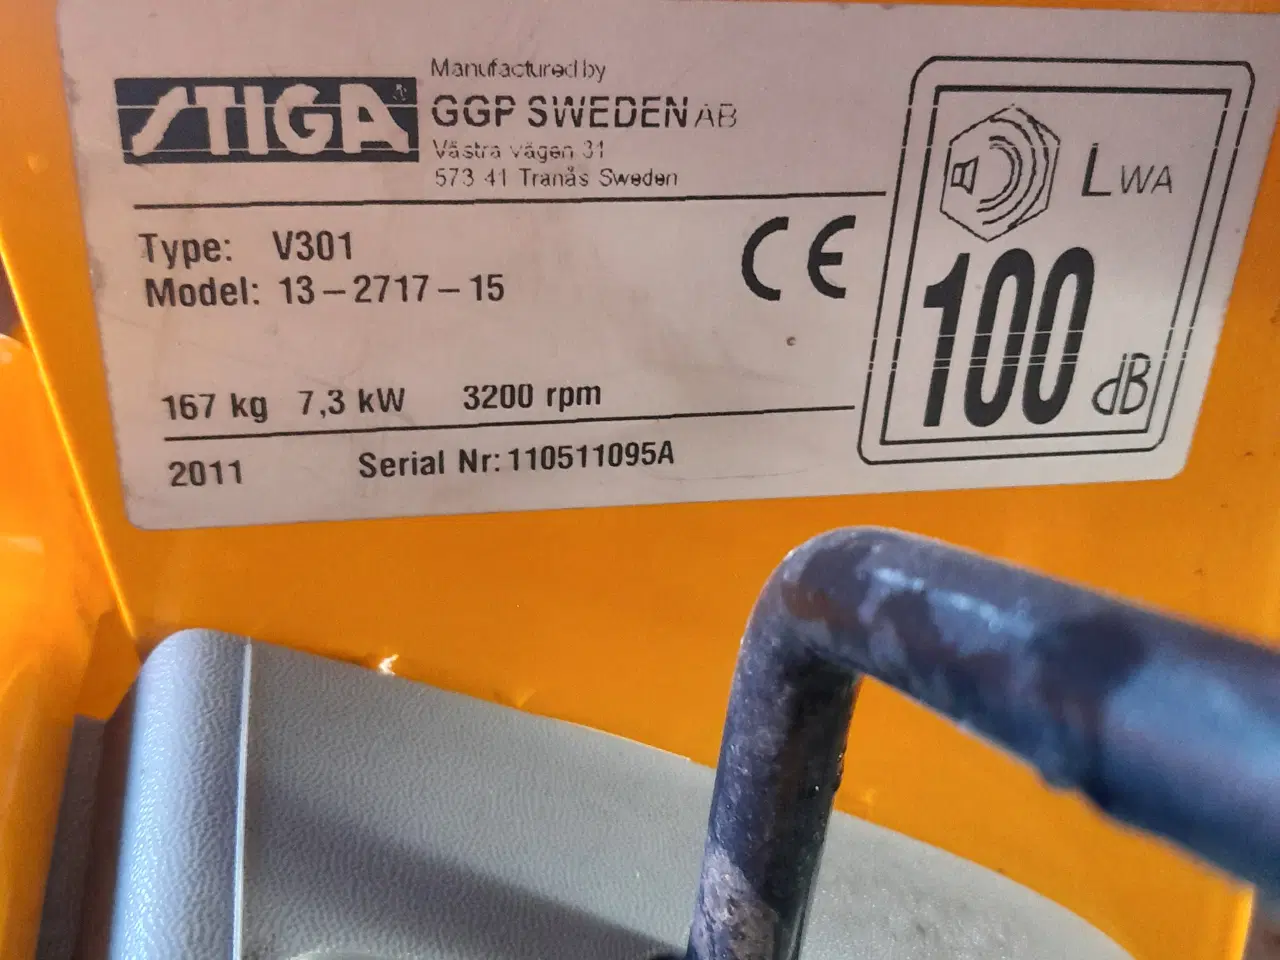 STIGA®
Manufactured by
GGP SWEDEN AB
Västra vägen 31
573 41 Tranås Sweden
Type: V301
Model: 13-2717-15
CE
167 kg 7,3 kW 3200 rpm
2011 Serial Nr: 110511095A
LWA
100
dB